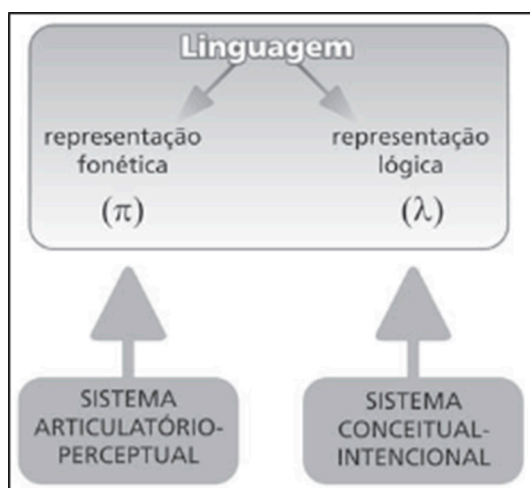 Linguagem
representação
fonética
(π)
representação
lógica
(λ)
SISTEMA
ARTICULATÓRIO-
PERCEPTUAL
SISTEMA
CONCEITUAL-
INTENCIONAL